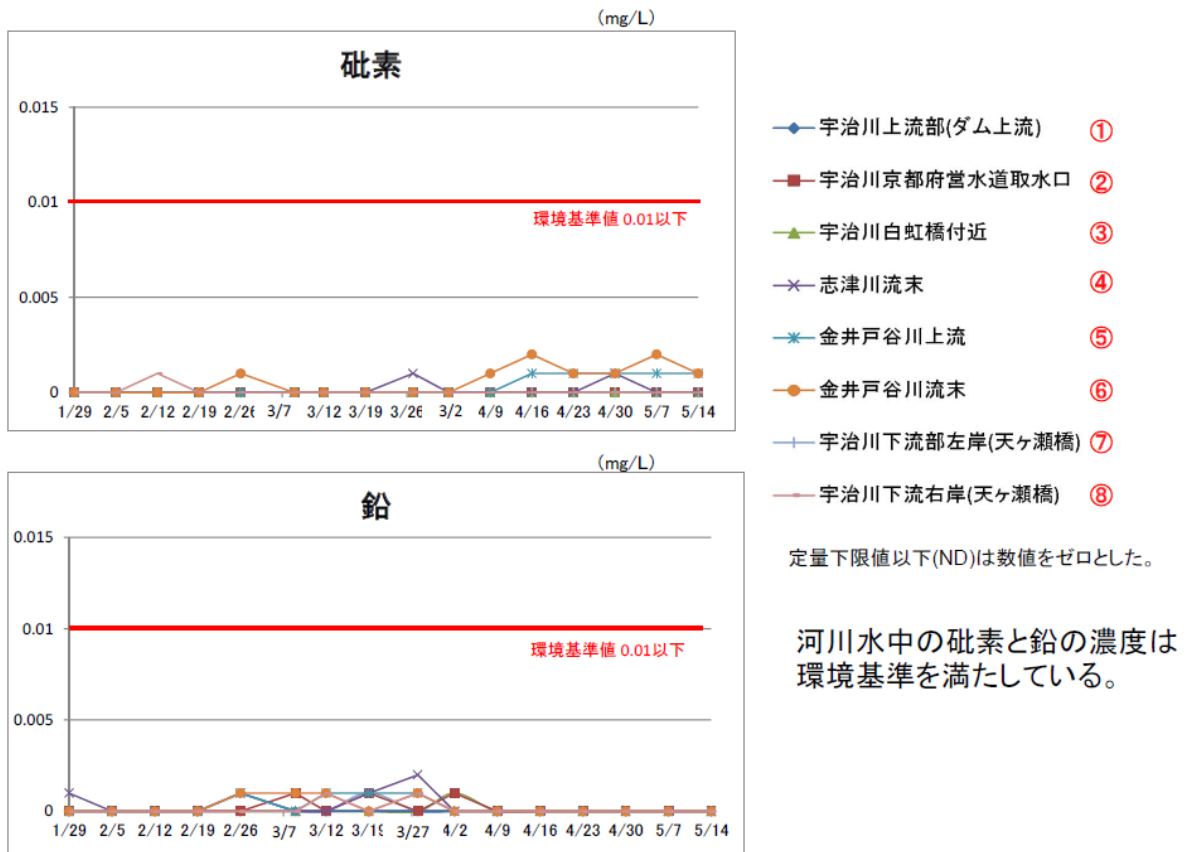 (mg/L)
砒素
0.015
0.01
環境基準値 0.01以下
0.005
0
1/29 2/5 2/12 2/19 2/26 3/7 3/12 3/19 3/26 3/2 4/9 4/16 4/23 4/30 5/7 5/14
宇治川上流部(ダム上流) ①
宇治川京都府営水道取水口 ②
宇治川白虹橋付近 ③
志津川流末 ④
金井戸谷川上流 ⑤
金井戸谷川流末 ⑥
宇治川下流部左岸(天ヶ瀬橋) ⑦
宇治川下流右岸(天ヶ瀬橋) ⑧
定量下限値以下(ND)は数値をゼロとした。
河川水中の砒素と鉛の濃度は
環境基準を満たしている。
(mg/L)
鉛
0.015
0.01
環境基準値 0.01以下
0.005
0
1/29 2/5 2/12 2/19 2/26 3/7 3/12 3/19 3/27 4/2 4/9 4/16 4/23 4/30 5/7 5/14